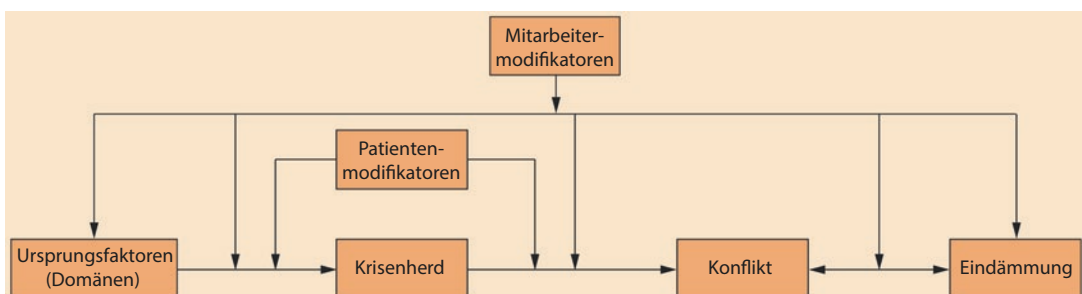 Mitarbeiter-
modifikatoren
Patienten-
modifikatoren
Ursprungsfaktoren
(Domänen)
Krisenherd
Konflikt
Eindämmung